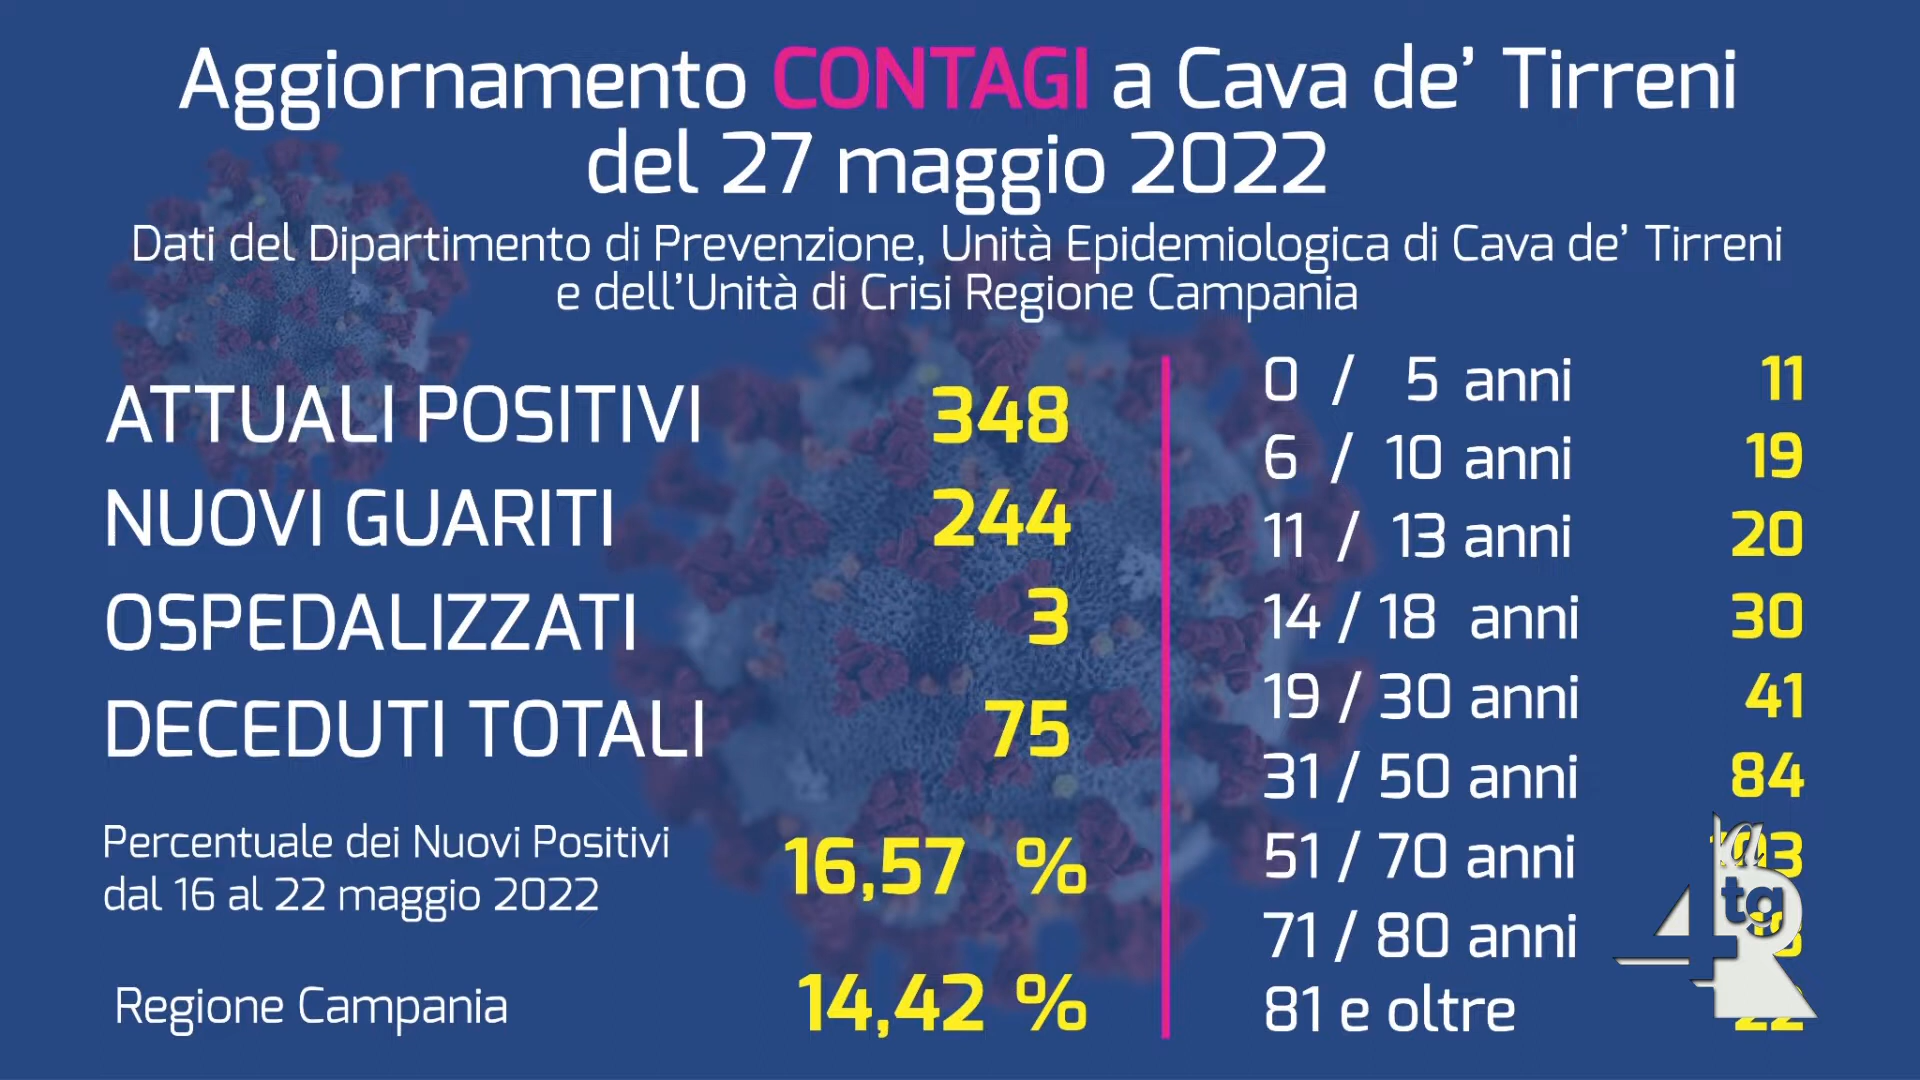 Aggiornamento CONTAGI a Cava de’ Tirreni
del 27 maggio 2022
Dati del Dipartimento di Prevenzione, Unità Epidemiologica di Cava de’ Tirreni
e dell’Unità di Crisi Regione Campania
ATTUALI POSITIVI 348
NUOVI GUARITI 244
OSPEDALIZZATI 3
DECEDUTI TOTALI 75
Percentuale dei Nuovi Positivi
dal 16 al 22 maggio 2022 16,57 %
Regione Campania 14,42 %
0 / 5 anni 11
6 / 10 anni 19
11 / 13 anni 20
14 / 18 anni 30
19 / 30 anni 41
31 / 50 anni 84
51 / 70 anni
71 / 80 anni
81 e oltre
tg